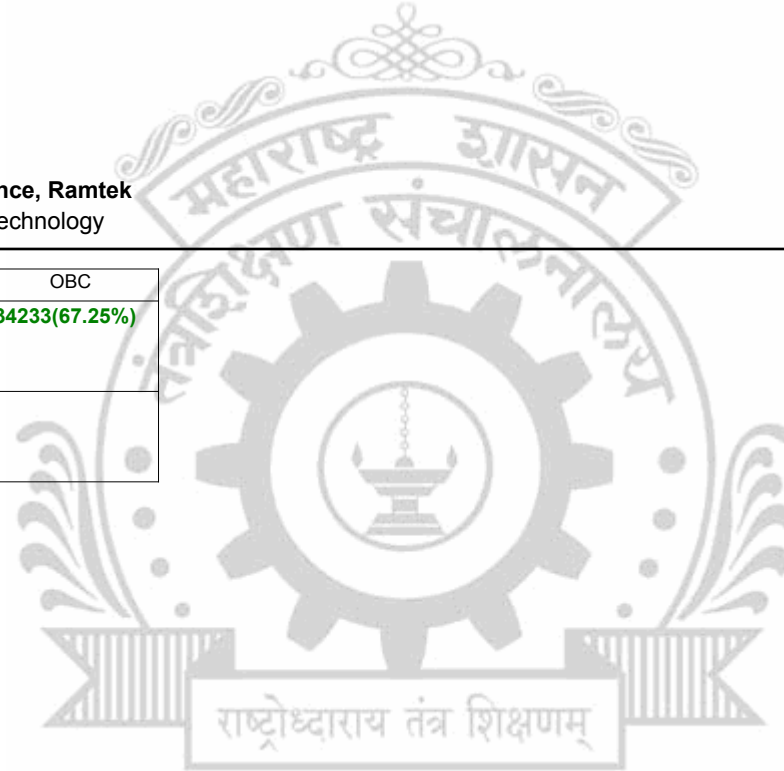 nce, Ramtek
echnology
OBC
34233(67.25%)
महाराष्ट्र शासन
तंत्रशिक्षण संचालनालय
राष्ट्रोध्दाराय तंत्र शिक्षणम्